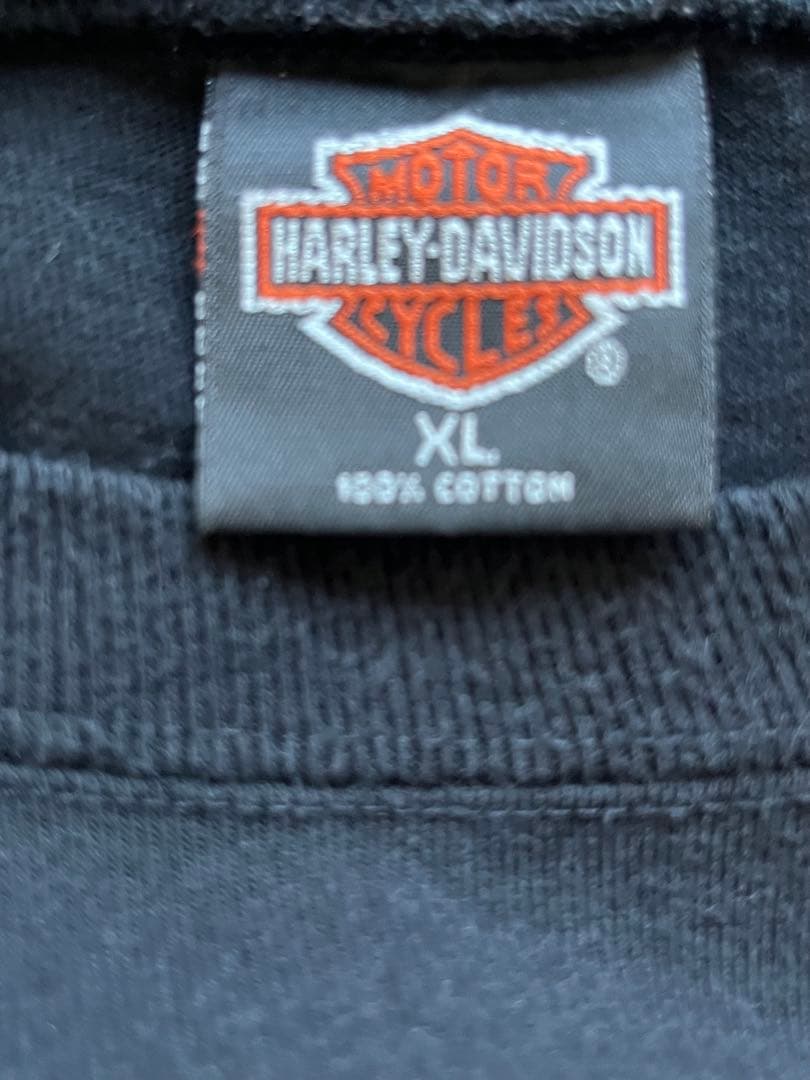 MOTOR
HARLEY-DAVIDSON
CYCLES
®
XL
100% COTTON